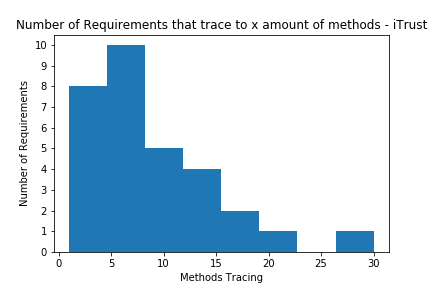 Number of Requirements that trace to x amount of methods - iTrust
10
9
8
7
6
5
4
3
2
1
0
Number of Requirements
0 5 10 15 20 25 30
Methods Tracing